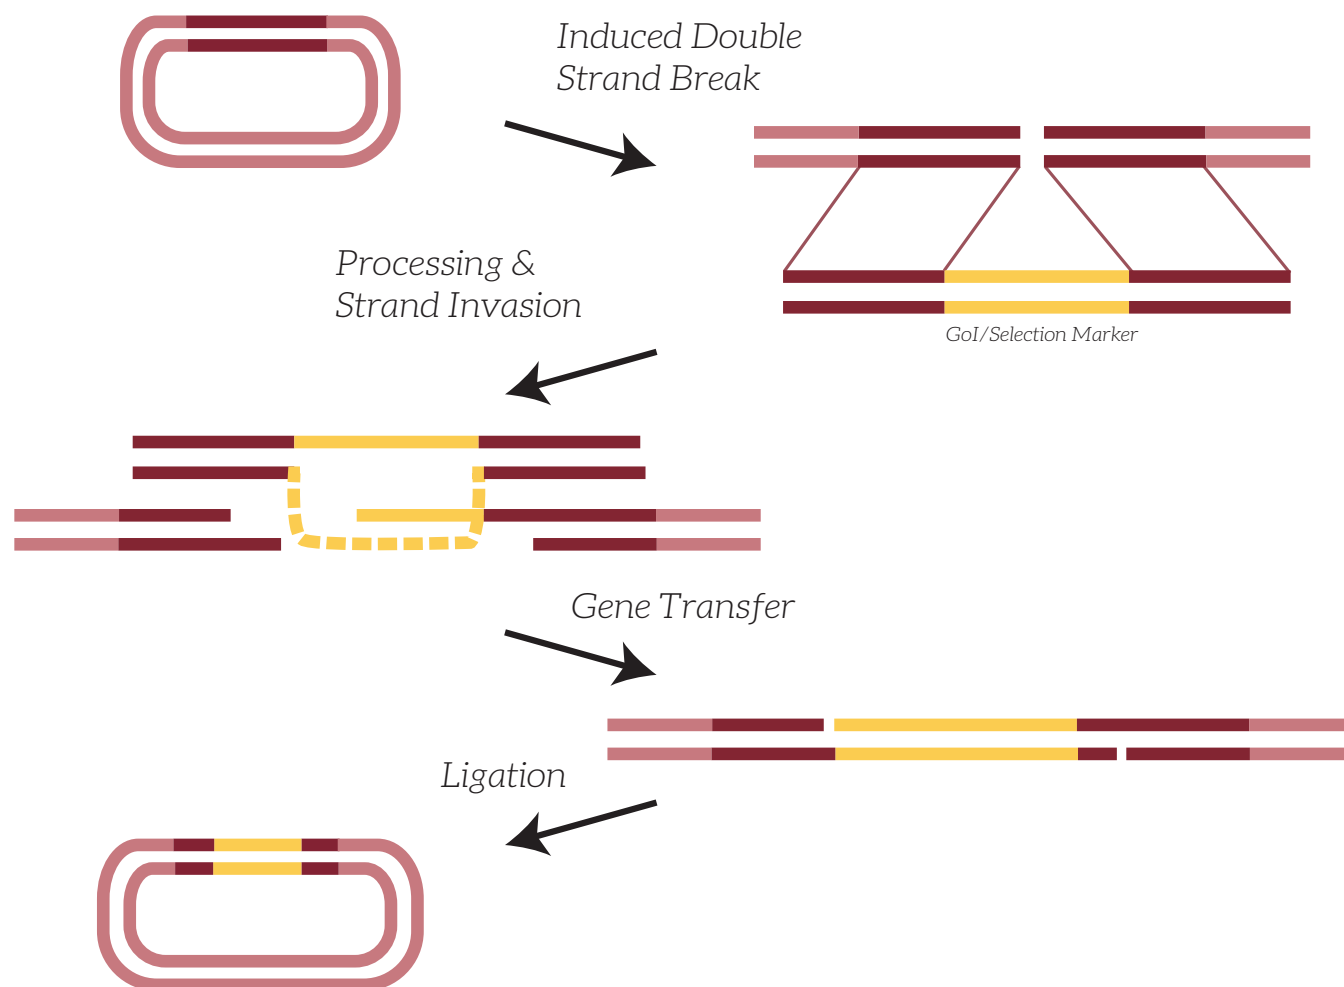 Induced Double
Strand Break
Processing &
Strand Invasion
GoI/Selection Marker
Gene Transfer
Ligation